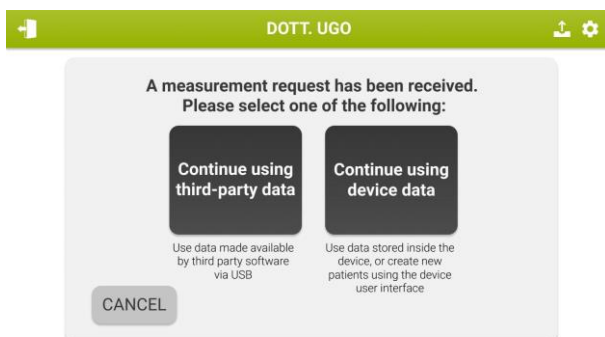 DOTT. UGO
A measurement request has been received.
Please select one of the following:
Continue using
third-party data
Continue using
device data
Use data made available
by third party software
via USB
Use data stored inside the
device, or create new
patients using the device
user interface
CANCEL